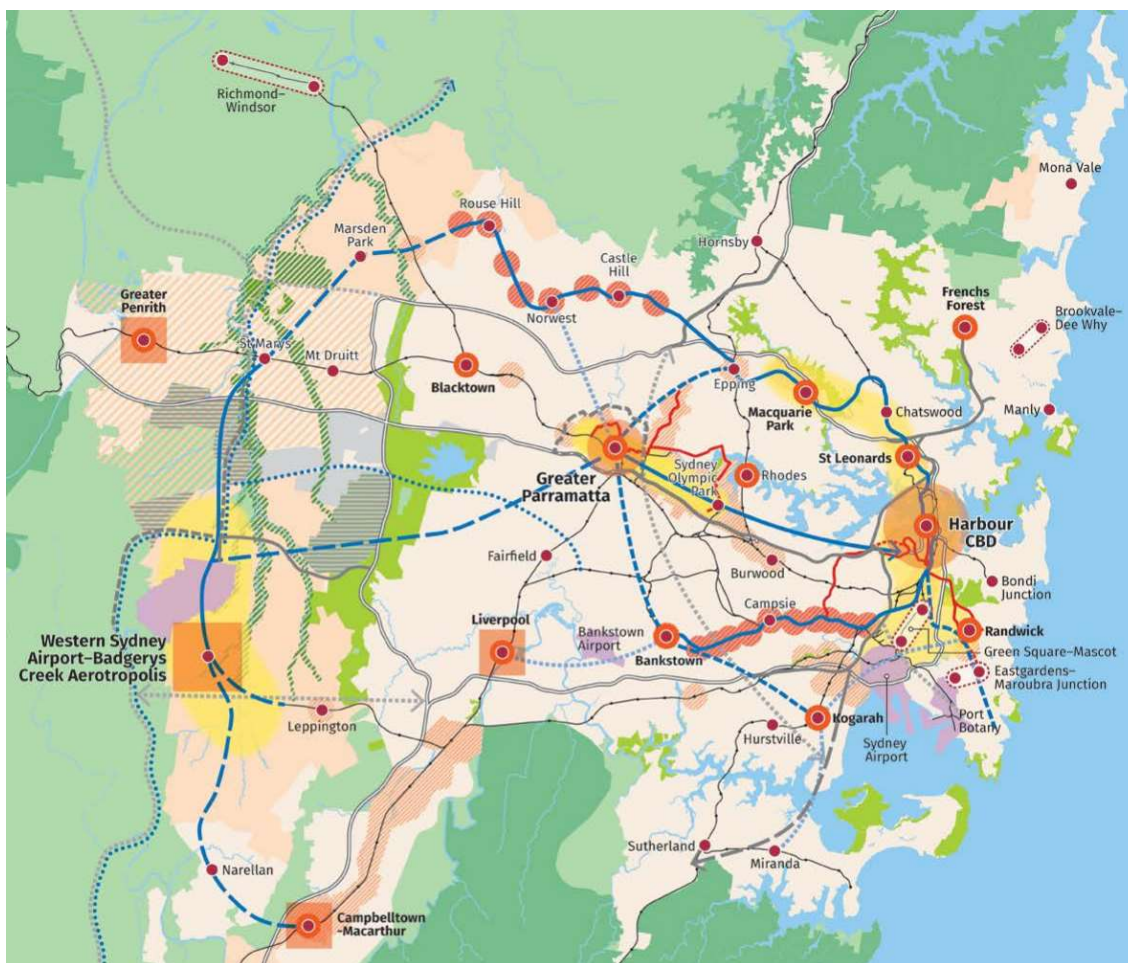 Richmond–
Windsor
Mona Vale
Rouse Hill
Marsden
Park
Hornsby
Castle
Hill
Greater
Penrith
Norwest
Frenchs
Forest
Brookvale–
Dee Why
St Marys
Mt Druitt
Blacktown
Epping
Macquarie
Park
Chatswood
Manly
St Leonards
Greater
Parramatta
Sydney
Olympic
Park
Rhodes
Harbour
CBD
Fairfield
Burwood
Bondi
Junction
Liverpool
Bankstown
Airport
Campsie
Bankstown
Randwick
Green Square–Mascot
Western Sydney
Airport–Badgerys
Creek Aerotropolis
Eastgardens–
Maroubra Junction
Leppington
Kogarah
Hurstville
Port
Botany
Sydney
Airport
Sutherland
Miranda
Narellan
Campbelltown
-Macarthur